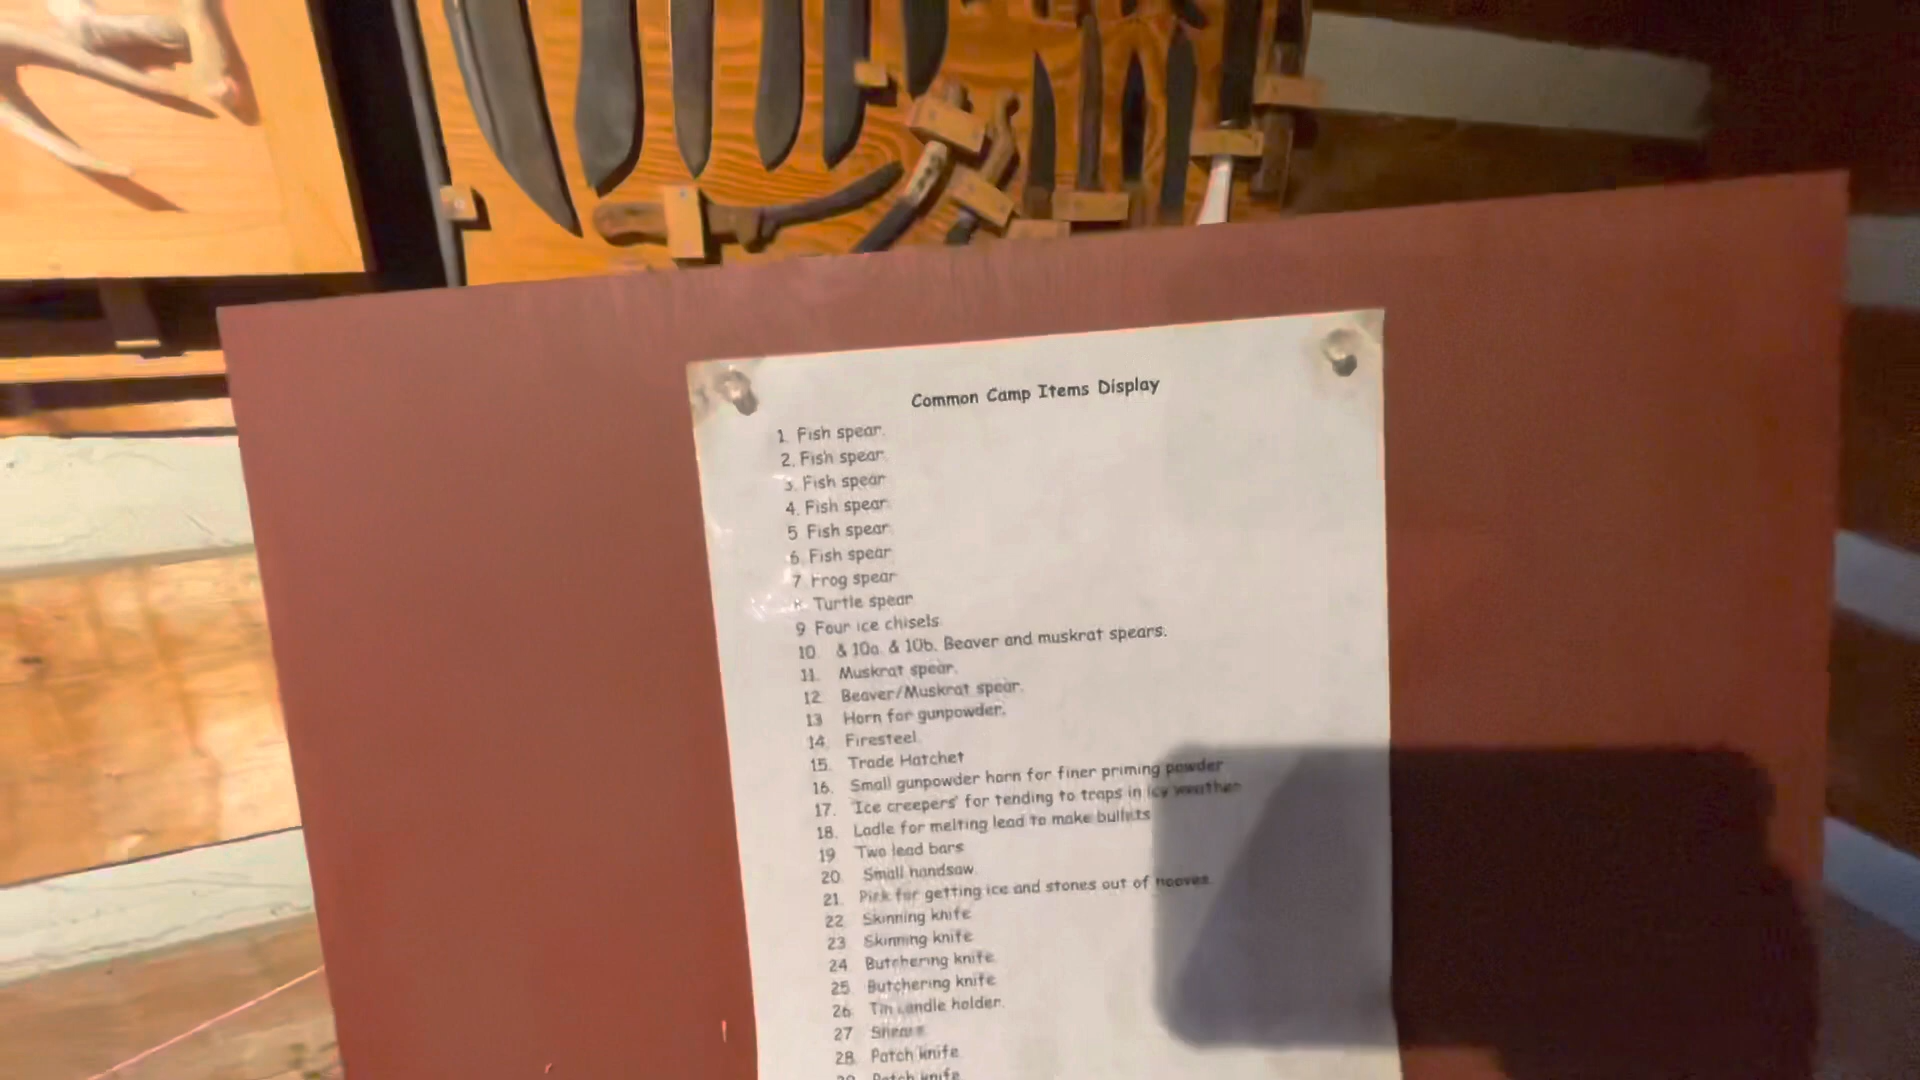 Common Camp Items Display
1. Fish spear.
2. Fish spear
3. Fish spear
4. Fish spear
5 Fish spear
6. Fish spear
7 Frog spear
8. Turtle spear
9 Four ice chisels
10 & 10a & 10b. Beaver and muskrat spears.
11. Muskrat spear.
12 Beaver/Muskrat spear.
13 Horn for gunpowder.
14. Firesteel
15. Trade Hatchet
16. Small gunpowder horn for finer priming powder
17. 'Ice creepers' for tending to traps in icy weather
18. Ladle for melting lead to make bullets
19 Two lead bars
20. Small handsaw.
21. Pick for getting ice and stones out of hooves
22 Skinning knife
23 Skinning knife
24 Butchering knife
25 Butchering knife
26 Tin candle holder.
27 Shears
28. Patch knife
29 Patch knife